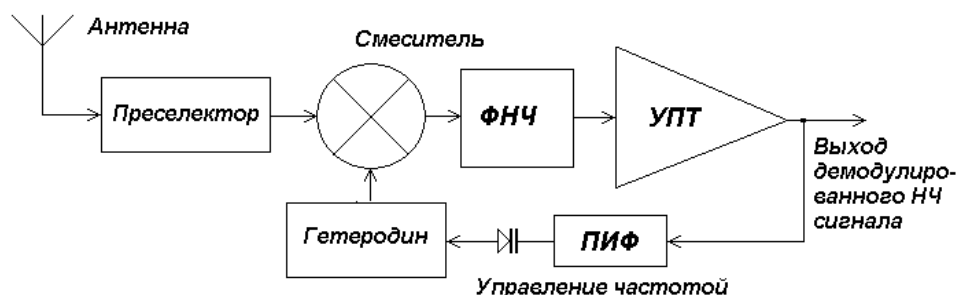 Антенна
Смеситель
Преселектор
ФНЧ
УПТ
Выход
демодулиро-
ванного НЧ
сигнала
Гетеродин
ПИФ
Управление частотой